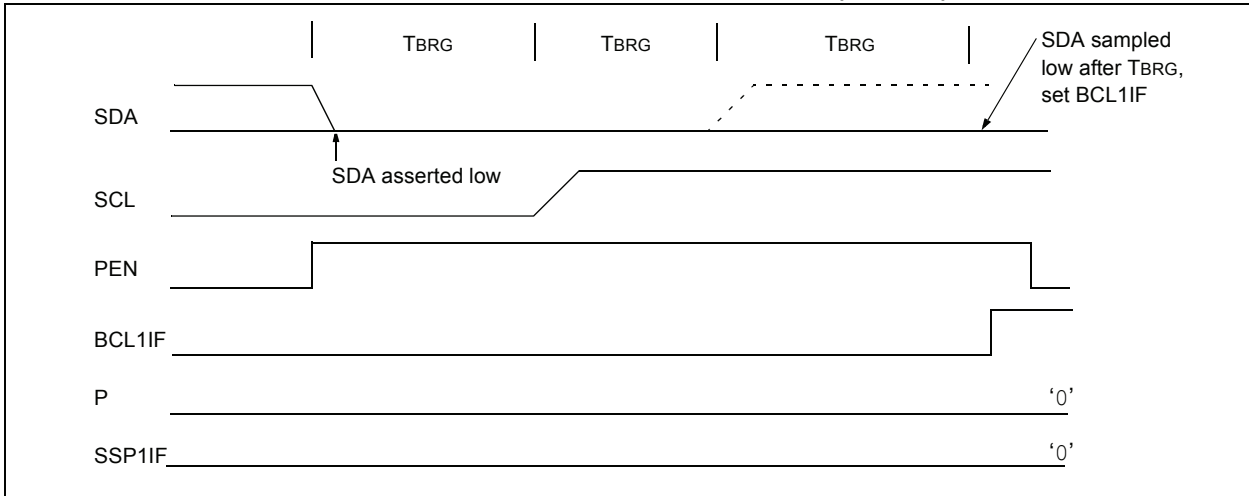 TBRG TBRG TBRG
SDA sampled
low after TBRG,
set BCL1IF
SDA
SDA asserted low
SCL
PEN
BCL1IF
P '0'
SSP1IF '0'